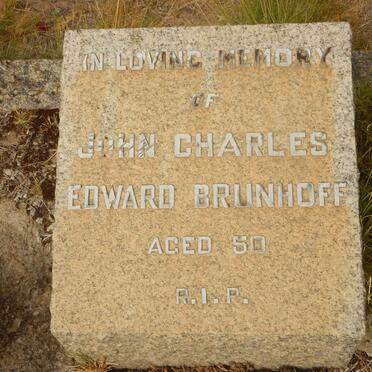 IN LOVING MEMORY
OF
JOHN CHARLES
EDWARD BRUNHOFF
AGED 50
R.I.P.